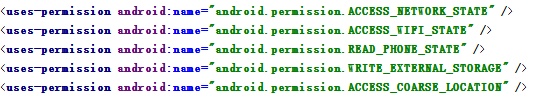 <uses-permission android:name="android.permission.ACCESS_NETWORK_STATE" />
<uses-permission android:name="android.permission.ACCESS_WIFI_STATE" />
<uses-permission android:name="android.permission.READ_PHONE_STATE" />
<uses-permission android:name="android.permission.WRITE_EXTERNAL_STORAGE" />
<uses-permission android:name="android.permission.ACCESS_COARSE_LOCATION" />